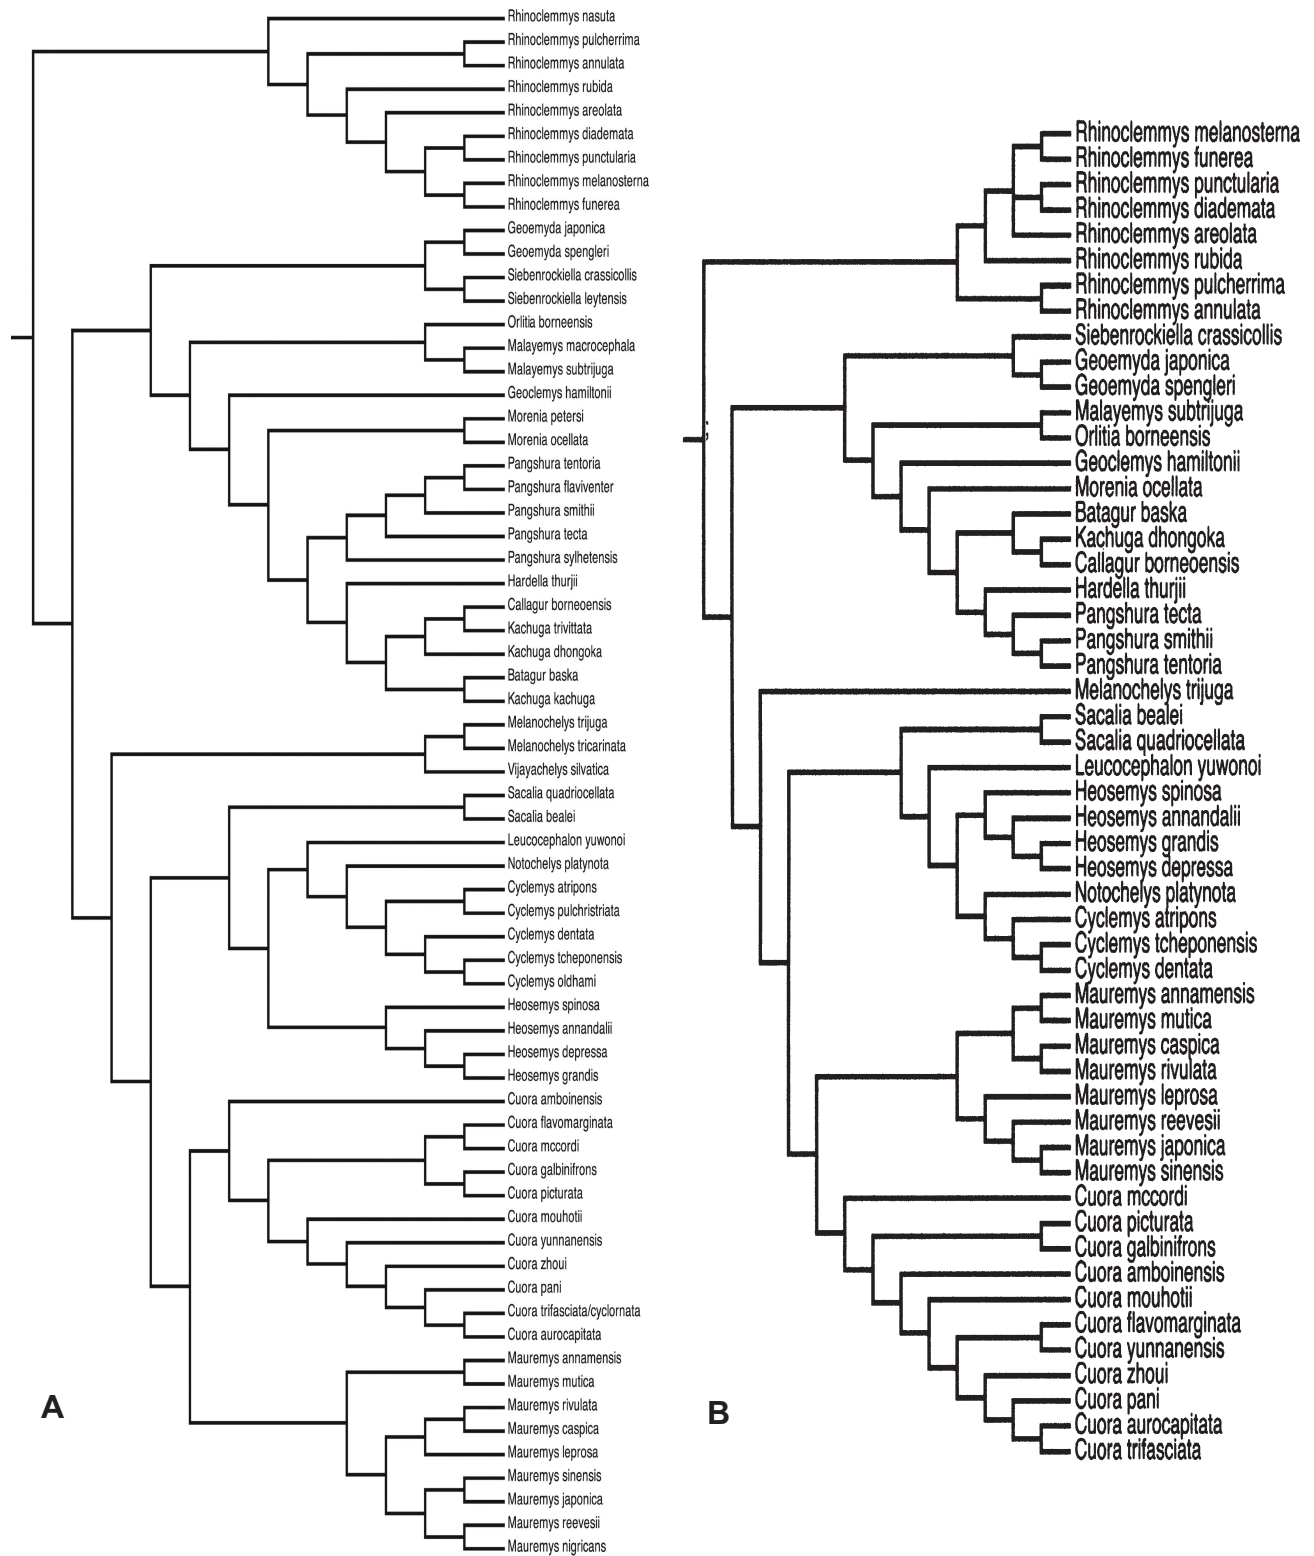 Rhinoclemmys nasuta
Rhinoclemmys pulcherrima
Rhinoclemmys annulata
Rhinoclemmys rubida
Rhinoclemmys areolata
Rhinoclemmys diademata
Rhinoclemmys punctularia
Rhinoclemmys melanosterna
Rhinoclemmys funerea
Geoemyda japonica
Geoemyda spengleri
Siebenrockiella crassicollis
Siebenrockiella leytensis
Orlitia borneensis
Malayemys macrocephala
Malayemys subtrijuga
Geoclemys hamiltonii
Morenia petersi
Morenia ocellata
Pangshura tentoria
Pangshura flaviventer
Pangshura smithii
Pangshura tecta
Pangshura sylhetensis
Hardella thurjii
Callagur borneoensis
Kachuga trivittata
Kachuga dhongoka
Batagur baska
Kachuga kachuga
Melanochelys trijuga
Melanochelys tricarinata
Vijayachelys silvatica
Sacalia quadriocellata
Sacalia bealei
Leucocephalon yuwonoi
Notochelys platynota
Cyclemys atripons
Cyclemys pulchristriata
Cyclemys dentata
Cyclemys tcheponensis
Cyclemys oldhami
Heosemys spinosa
Heosemys annandalii
Heosemys depressa
Heosemys grandis
Cuora amboinensis
Cuora flavomarginata
Cuora mccordi
Cuora galbinifrons
Cuora picturata
Cuora mouhotii
Cuora yunnanensis
Cuora zhoui
Cuora pani
Cuora trifasciata/cyclornata
Cuora aurocapitata
Mauremys annamensis
Mauremys mutica
Mauremys rivulata
Mauremys caspica
Mauremys leprosa
Mauremys sinensis
Mauremys japonica
Mauremys reevesii
Mauremys nigricans
A
Rhinoclemmys melanosterna
Rhinoclemmys funerea
Rhinoclemmys punctularia
Rhinoclemmys diademata
Rhinoclemmys areolata
Rhinoclemmys rubida
Rhinoclemmys pulcherrima
Rhinoclemmys annulata
Siebenrockiella crassicollis
Geoemyda japonica
Geoemyda spengleri
Malayemys subtrijuga
Orlitia borneensis
Geoclemys hamiltonii
Morenia ocellata
Batagur baska
Kachuga dhongoka
Callagur borneoensis
Hardella thurjii
Pangshura tecta
Pangshura smithii
Pangshura tentoria
Melanochelys trijuga
Sacalia bealei
Sacalia quadriocellata
Leucocephalon yuwonoi
Heosemys spinosa
Heosemys annandalii
Heosemys grandis
Heosemys depressa
Notochelys platynota
Cyclemys atripons
Cyclemys tcheponensis
Cyclemys dentata
Mauremys annamensis
Mauremys mutica
Mauremys caspica
Mauremys rivulata
Mauremys leprosa
Mauremys reevesii
Mauremys japonica
Mauremys sinensis
Cuora mccordi
Cuora picturata
Cuora galbinifrons
Cuora amboinensis
Cuora mouhotii
Cuora flavomarginata
Cuora yunnanensis
Cuora zhoui
Cuora pani
Cuora aurocapitata
Cuora trifasciata
B